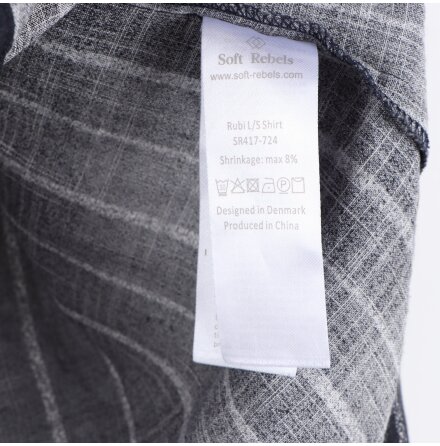 Soft Rebels
www.soft-rebels.com
Rubi L/S Shirt
SR417-724
Shrinkage: max 8%
Designed in Denmark
Produced in China